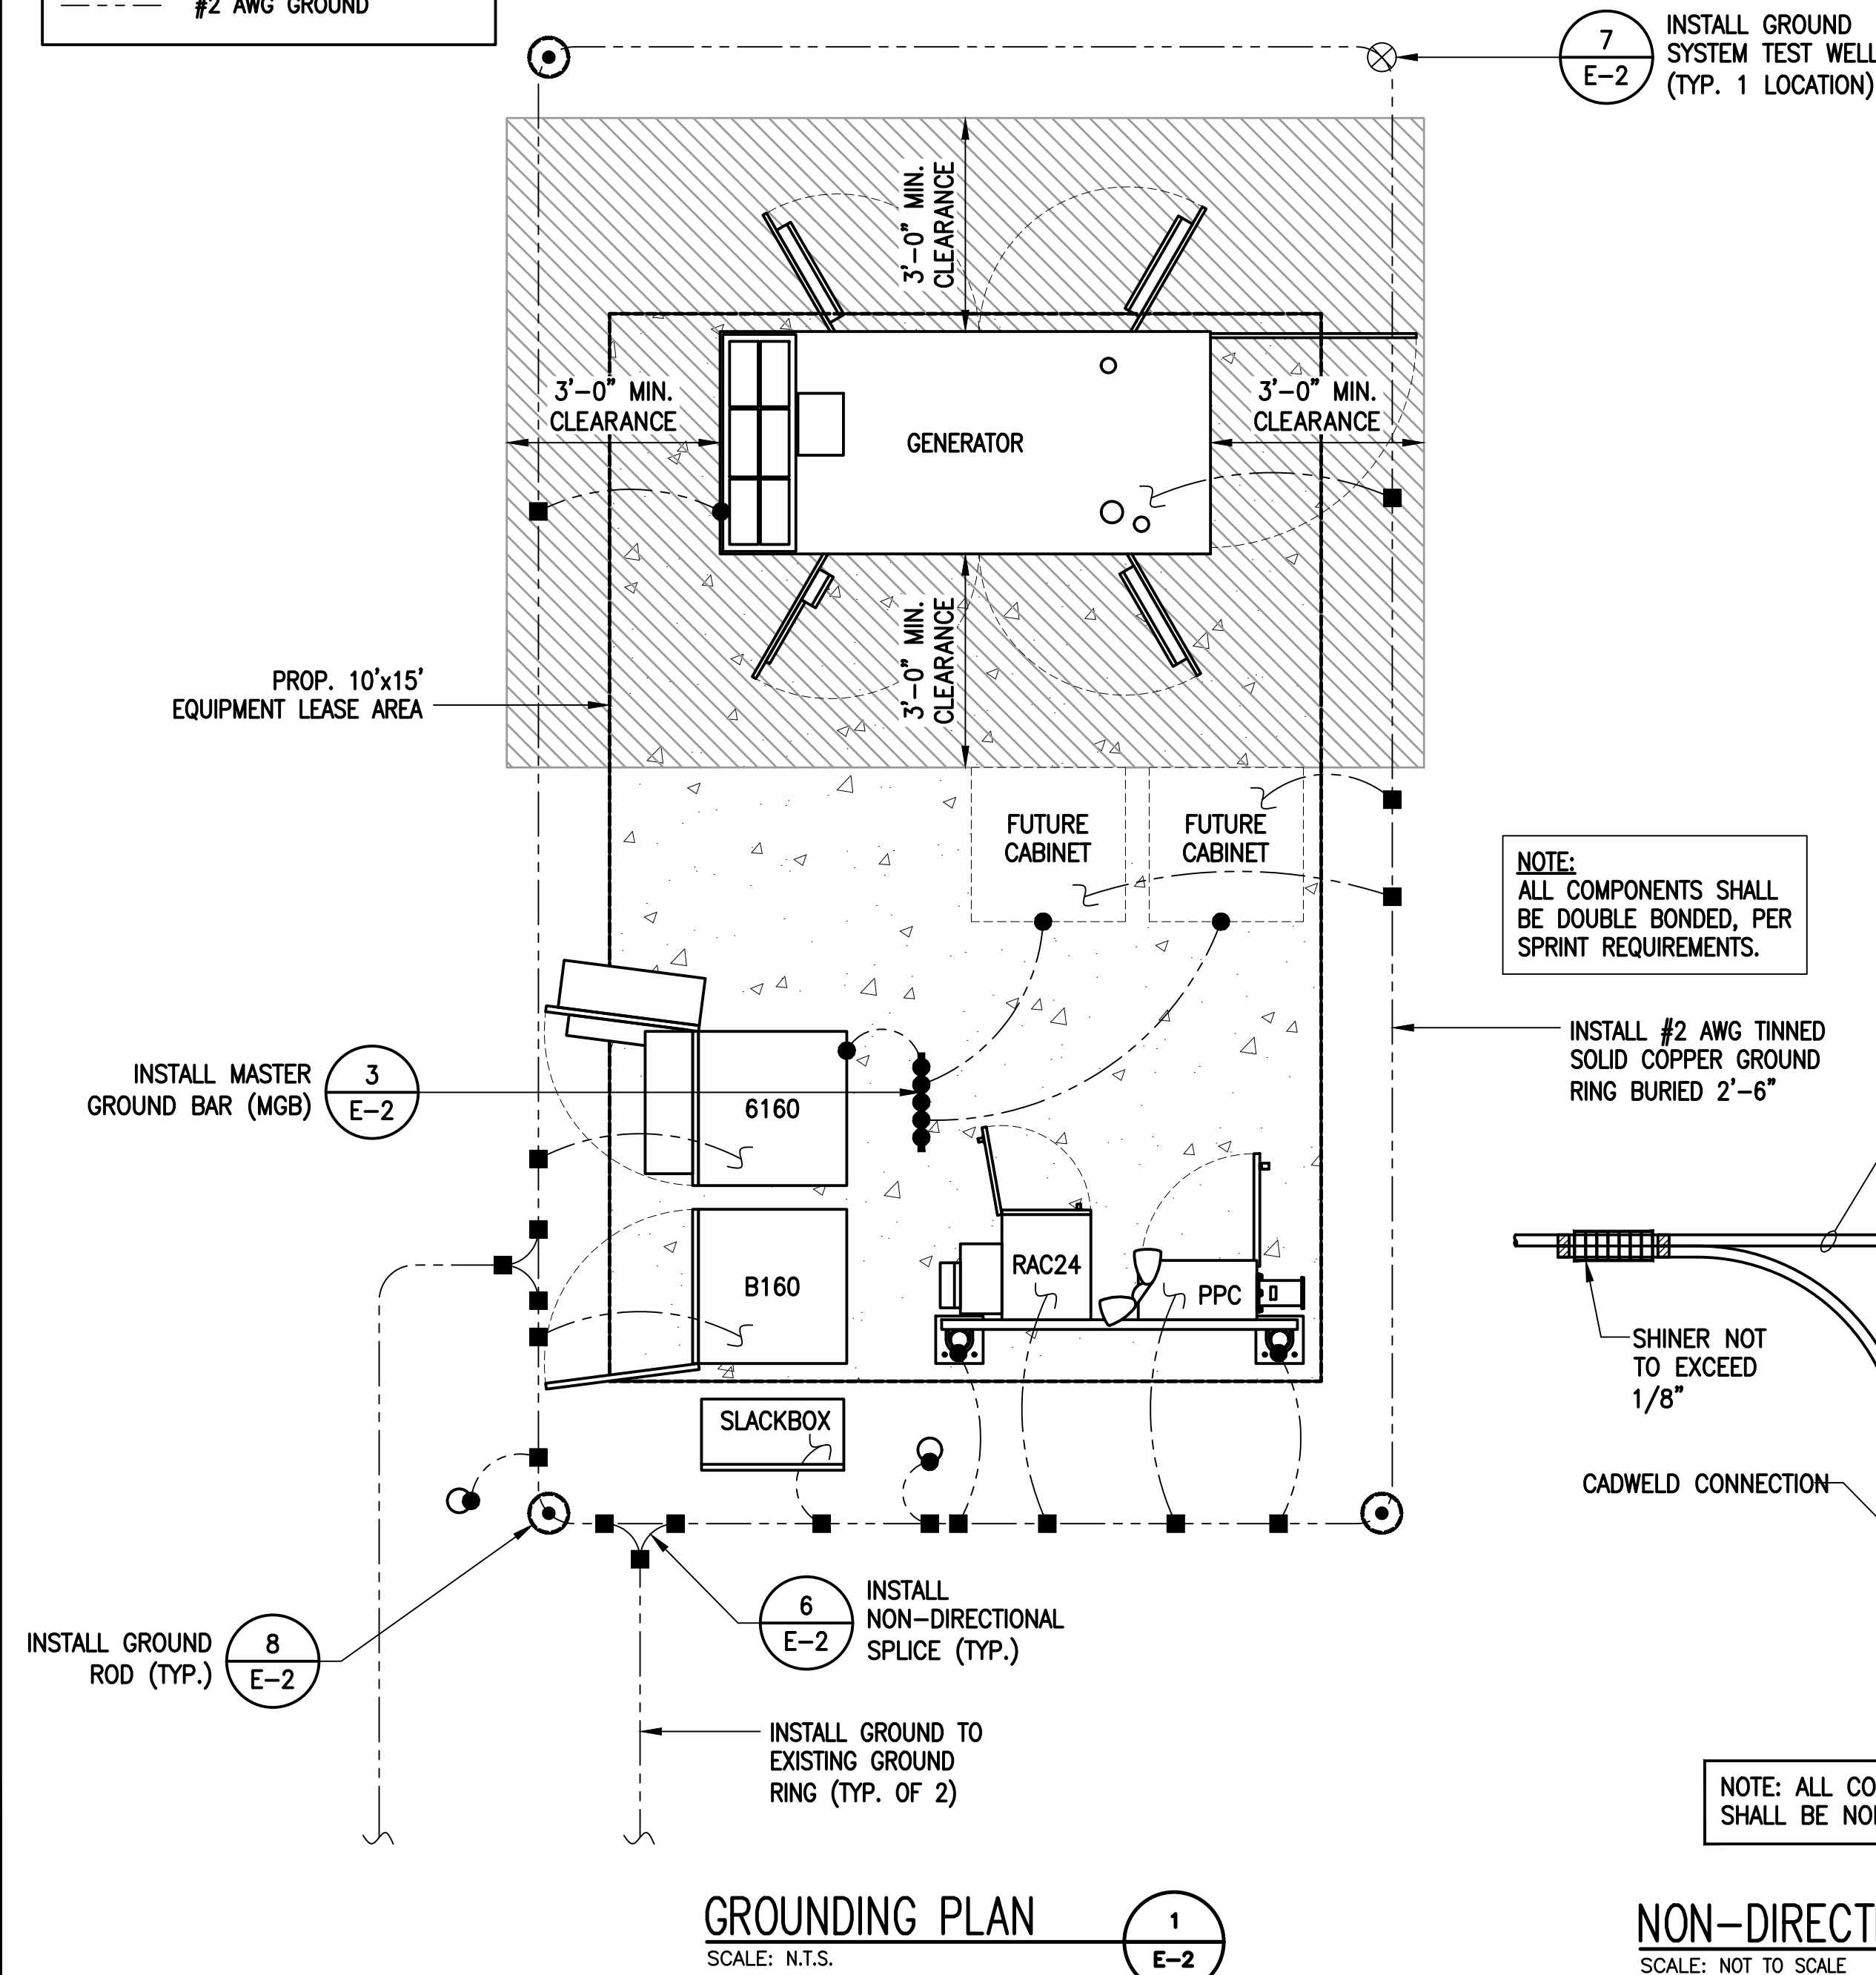 #2 AWG GROUND
7
E-2
INSTALL GROUND
SYSTEM TEST WELL
(TYP. 1 LOCATION)
3'-0" MIN.
CLEARANCE
3'-0" MIN.
CLEARANCE
3'-0" MIN.
CLEARANCE
GENERATOR
3'-0" MIN.
CLEARANCE
PROP. 10'x15'
EQUIPMENT LEASE AREA
FUTURE
CABINET
FUTURE
CABINET
NOTE:
ALL COMPONENTS SHALL
BE DOUBLE BONDED, PER
SPRINT REQUIREMENTS.
INSTALL #2 AWG TINNED
SOLID COPPER GROUND
RING BURIED 2'-6"
INSTALL MASTER
GROUND BAR (MGB)
3
E-2
6160
B160
RAC24
PPC
SHINER NOT
TO EXCEED
1/8"
SLACKBOX
CADWELD CONNECTION
INSTALL GROUND
ROD (TYP.)
8
E-2
6
E-2
INSTALL
NON-DIRECTIONAL
SPLICE (TYP.)
INSTALL GROUND TO
EXISTING GROUND
RING (TYP. OF 2)
NOTE: ALL CO
SHALL BE NO
GROUNDING PLAN
SCALE: N.T.S.
1
E-2
NON-DIRECT
SCALE: NOT TO SCALE